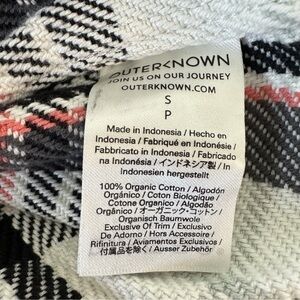 OUTERKNOWN
JOIN US ON OUR JOURNEY
OUTERKNOWN.COM
S
P
Made in Indonesia / Hecho en
Indonesia / Fabriqué en Indonésie /
Fabbricato in Indonesia / Fabricado
na Indonésia / インドネシア製 / In
Indonesien hergestellt
100% Organic Cotton / Algodón
Orgánico / Coton Biologique /
Cotone Organico / Algodão
Orgânico / オーガニック・コットン /
Organisch Baumwole
Exclusive Of Trim / Excluidos
De Adorno / Hors Accessoire /
Rifinitura / Aviamentos Exclusivos /
付属品を除く / Ausser Zubehör